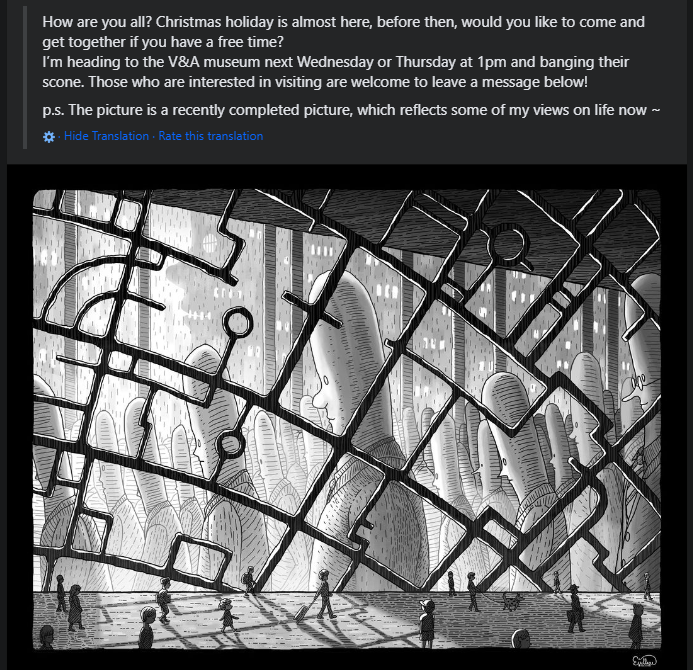 How are you all? Christmas holiday is almost here, before then, would you like to come and
get together if you have a free time?
I'm heading to the V&A museum next Wednesday or Thursday at 1pm and banging their
scone. Those who are interested in visiting are welcome to leave a message below!
p.s. The picture is a recently completed picture, which reflects some of my views on life now ~
· Hide Translation · Rate this translation